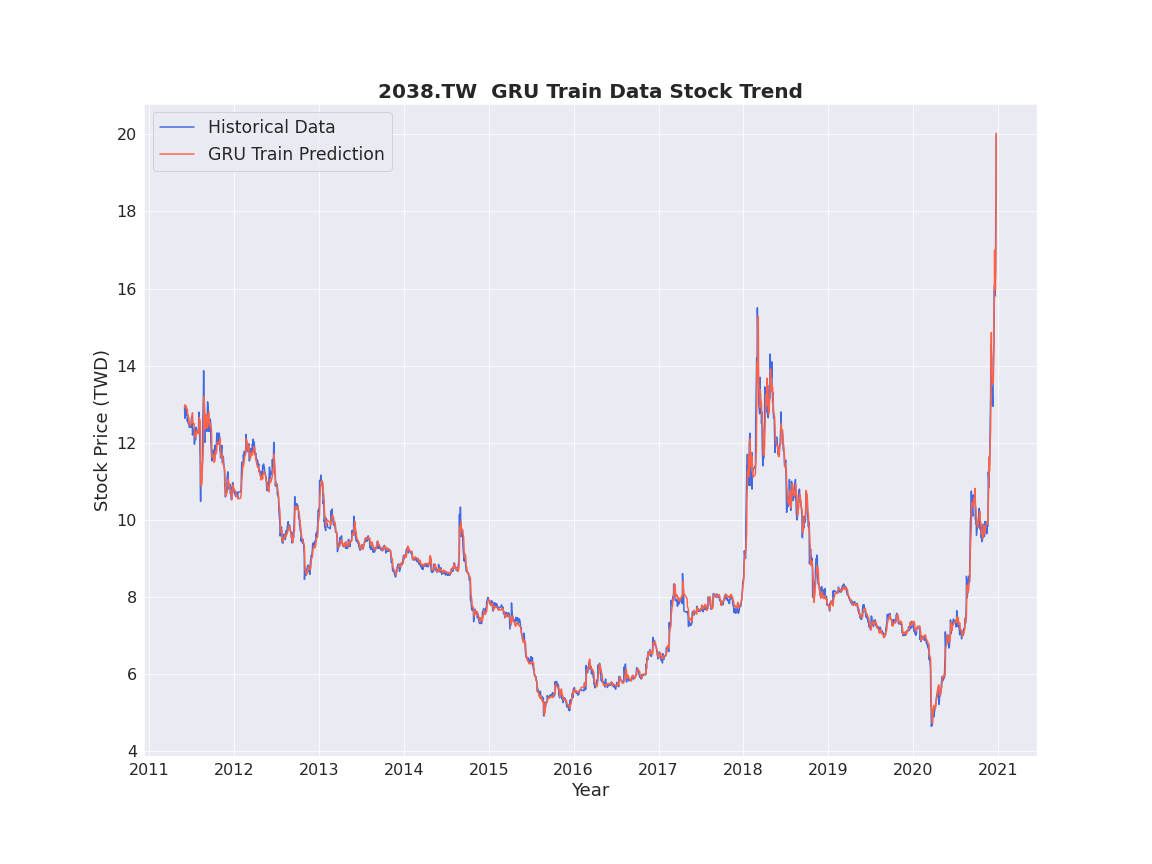 2038.TW  GRU Train Data Stock Trend
Historical Data
GRU Train Prediction
Stock Price (TWD)
20
18
16
14
12
10
8
6
4
2011 2012 2013 2014 2015 2016 2017 2018 2019 2020 2021
Year